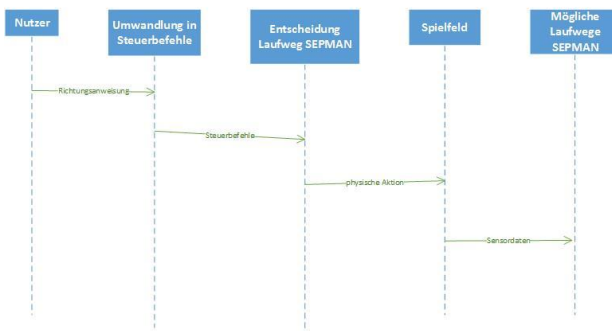 Nutzer
Umwandlung in
Steuerbefehle
Entscheidung
Laufweg SEPMAN
Spielfeld
Mögliche
Laufwege
SEPMAN
Richtungsanweisung
Steuerbefehle
physische Aktion
Sensordaten